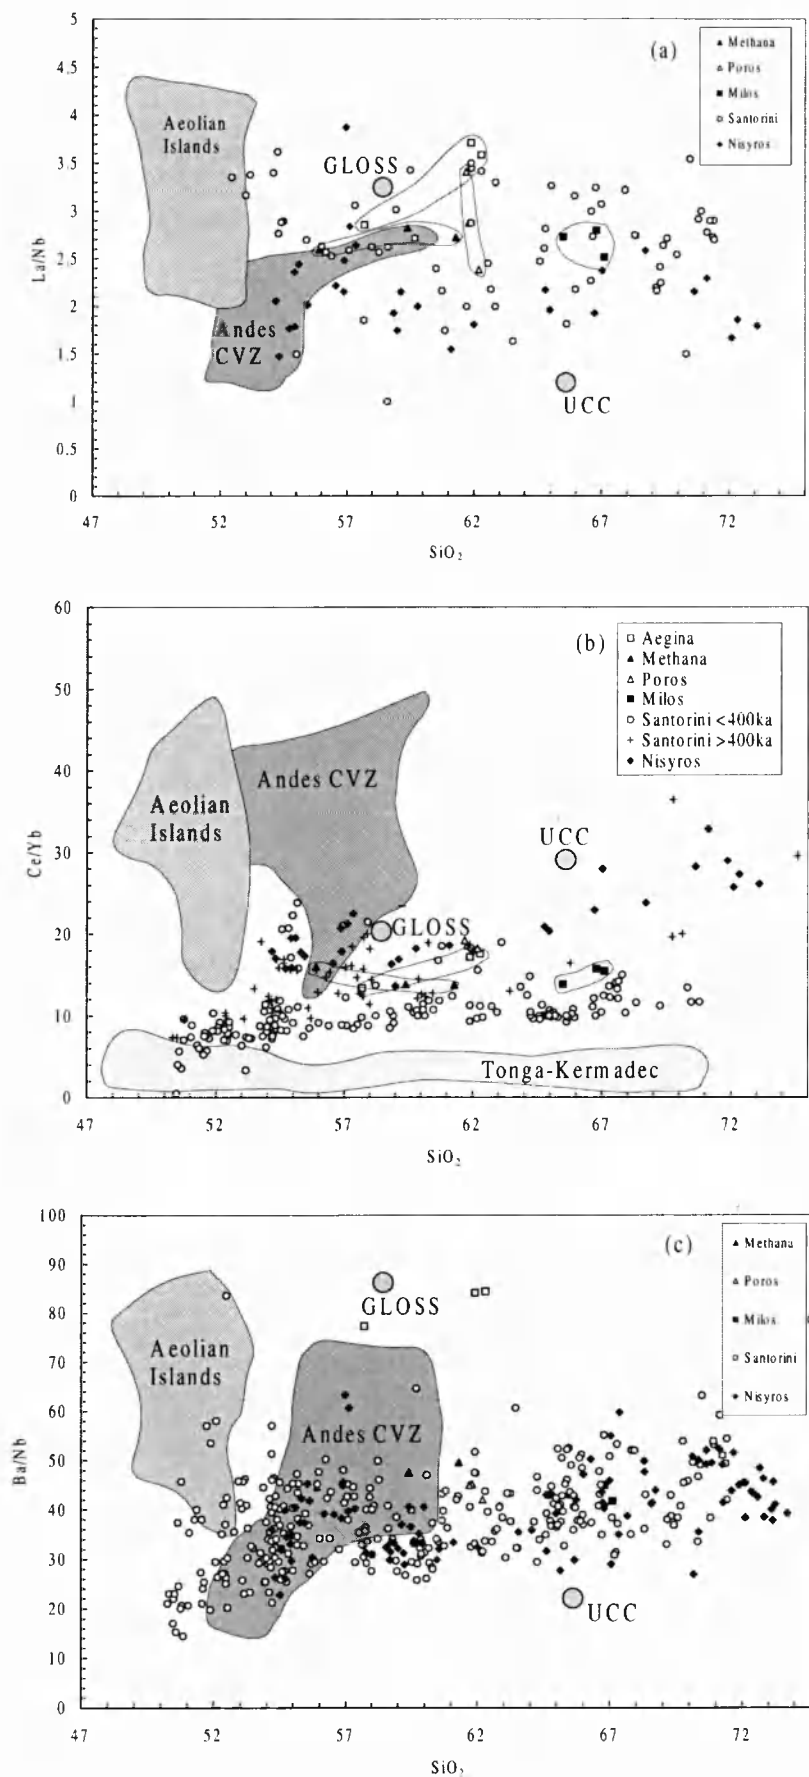 5
4.5
4
3.5
3
2.5
2
1.5
1
0.5
0
La/Nb
(a)
Methana
Poros
Milos
Santorini
Nisyros
Aeolian
Islands
GLOSS
Andes
CVZ
UCC
47
52
57
62
67
72
SiO2
60
50
40
30
20
10
0
Ce/Yb
(b)
Aegina
Methana
Poros
Milos
Santorini <400ka
Santorini >400ka
Nisyros
Andes CVZ
Aeolian
Islands
UCC
GLOSS
Tonga-Kermadec
47
52
57
62
67
72
SiO2
100
90
80
70
60
50
40
30
20
10
0
Ba/Nb
(c)
Methana
Poros
Milos
Santorini
Nisyros
GLOSS
Aeolian
Islands
Andes CVZ
UCC
47
52
57
62
67
72
SiO2